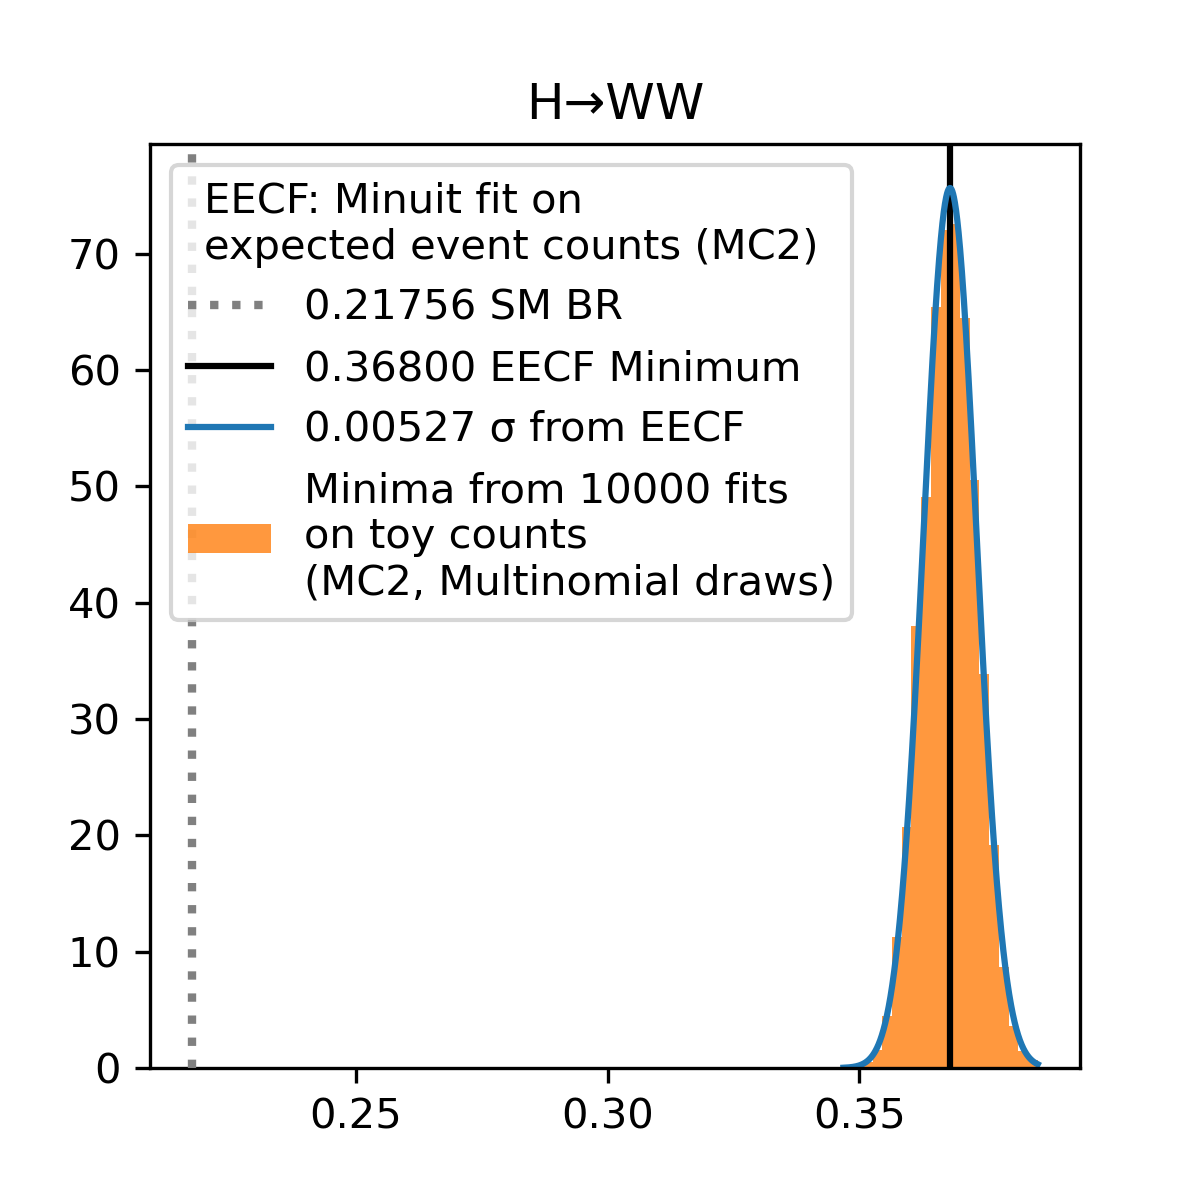 H→WW
EECF: Minuit fit on
expected event counts (MC2)
0.21756 SM BR
0.36800 EECF Minimum
0.00527 σ from EECF
Minima from 10000 fits
on toy counts
(MC2, Multinomial draws)
70
60
50
40
30
20
10
0
0.25 0.30 0.35